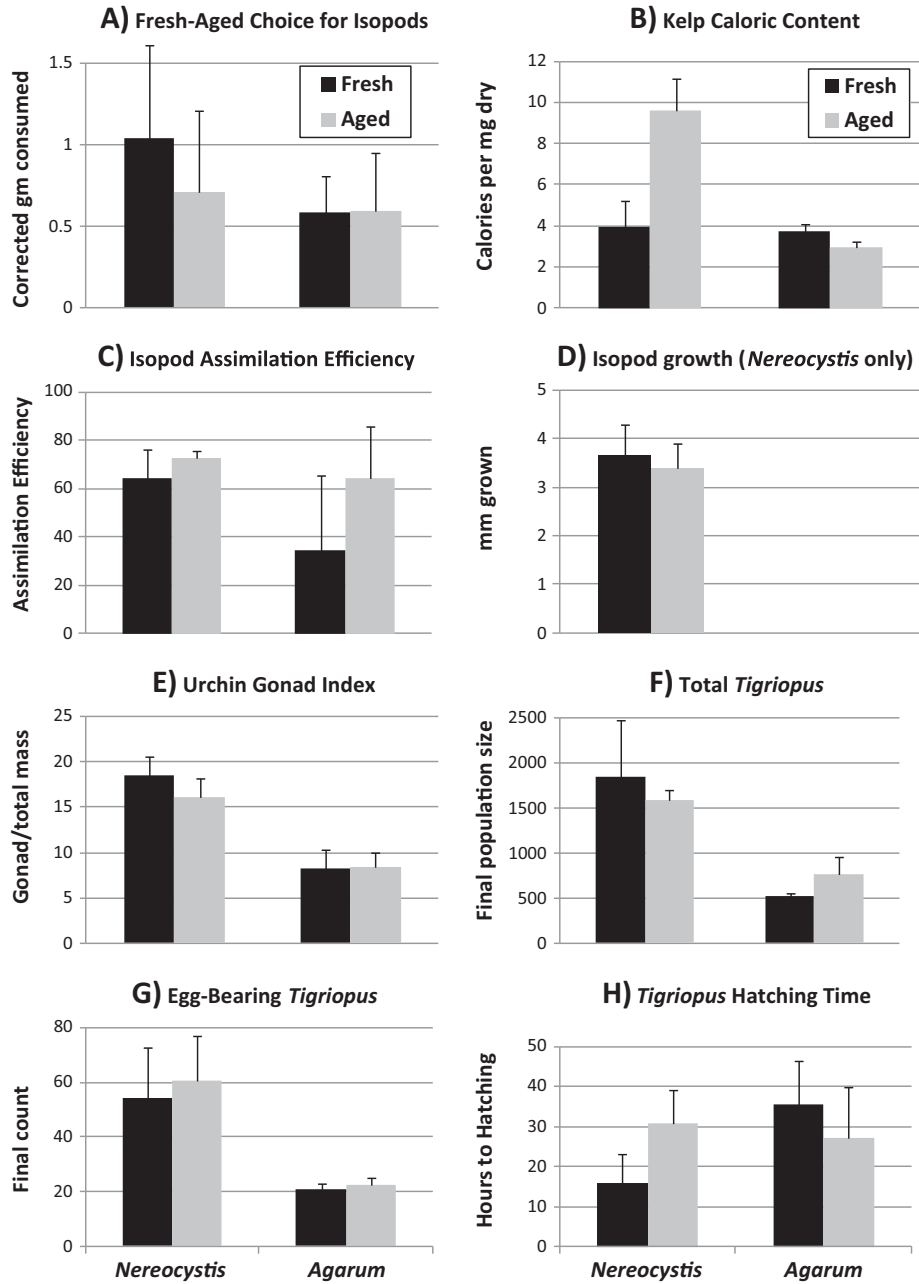 A) Fresh-Aged Choice for Isopods
Corrected gm consumed
1.5
1
0.5
0
Fresh
Aged
B) Kelp Caloric Content
Calories per mg dry
12
10
8
6
4
2
0
Fresh
Aged
C) Isopod Assimilation Efficiency
Assimilation Efficiency
100
80
60
40
20
0
D) Isopod growth (Nereocystis only)
mm grown
5
4
3
2
1
0
E) Urchin Gonad Index
Gonad/total mass
25
20
15
10
5
0
F) Total Tigriopus
Final population size
2500
2000
1500
1000
500
0
G) Egg-Bearing Tigriopus
Final count
80
60
40
20
0
Nereocystis
Agarum
H) Tigriopus Hatching Time
Hours to Hatching
50
40
30
20
10
0
Nereocystis
Agarum